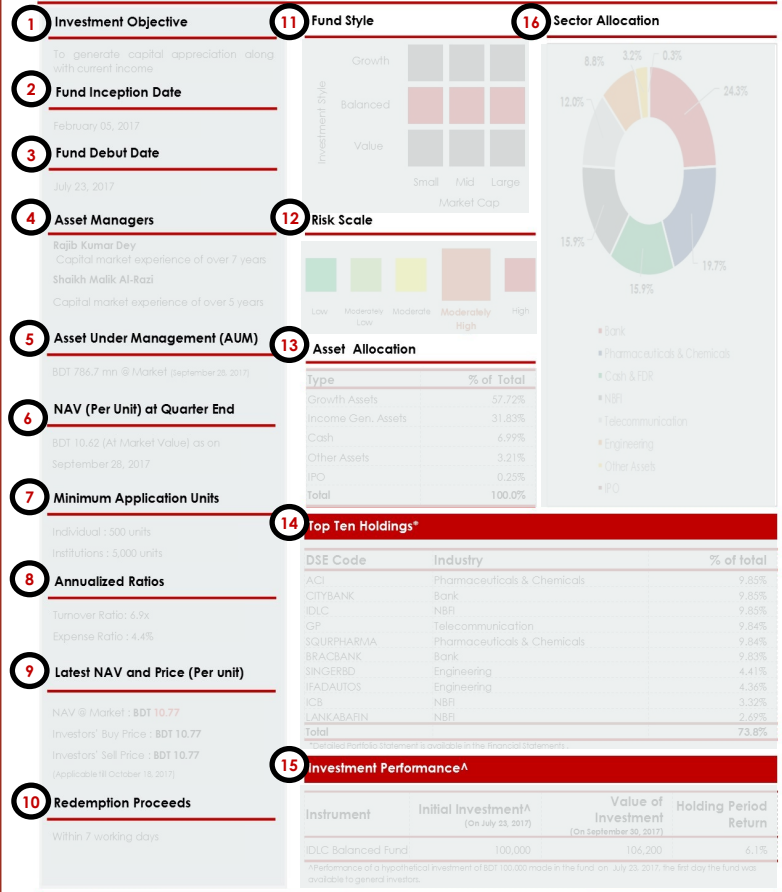 1 Investment Objective
To generate capital appreciation along
with current income
2 Fund Inception Date
February 05, 2017
3 Fund Debut Date
July 23, 2017
4 Asset Managers
Rajib Kumar Dey
Capital market experience of over 7 years
Shaikh Malik Al-Razi
Capital market experience of over 5 years
5 Asset Under Management (AUM)
BDT 786.7 mn @ Market (September 28, 2017)
6 NAV (Per Unit) at Quarter End
BDT 10.62 (At Market Value) as on
September 28, 2017
7 Minimum Application Units
Individual : 500 units
Institutions : 5,000 units
8 Annualized Ratios
Turnover Ratio: 6.9x
Expense Ratio : 4.4%
9 Latest NAV and Price (Per unit)
NAV @ Market : BDT 10.77
Investors' Buy Price : BDT 10.77
Investors' Sell Price : BDT 10.77
(Applicable till October 18, 2017)
10 Redemption Proceeds
Within 7 working days
11 Fund Style
Investment Style
Growth
Balanced
Value
Small Mid Large
Market Cap
12 Risk Scale
Low Moderately Low Moderate Moderately High High
13 Asset Allocation
Type % of Total
Growth Assets 57.72%
Income Gen. Assets 31.83%
Cash 6.99%
Other Assets 3.21%
IPO 0.25%
Total 100.0%
16 Sector Allocation
8.8% 3.2% 0.3%
24.3%
12.0%
15.9%
19.7%
15.9%
Bank
Pharmaceuticals & Chemicals
Cash & FDR
NBFI
Telecommunication
Engineering
Other Assets
IPO
14 Top Ten Holdings*
DSE Code Industry % of total
ACI Pharmaceuticals & Chemicals 9.85%
CITYBANK Bank 9.85%
IDLC NBFI 9.85%
GP Telecommunication 9.84%
SQURPHARMA Pharmaceuticals & Chemicals 9.84%
BRACBANK Bank 9.83%
SINGERBD Engineering 4.41%
IFADAUTOS Engineering 4.36%
ICB NBFI 3.32%
LANKABAFIN NBFI 2.69%
Total 73.8%
*Detailed Portfolio Statement is available in the Financial Statements.
15 Investment Performance^
Instrument Initial Investment^ (On July 23, 2017) Value of Investment (On September 30, 2017) Holding Period Return
IDLC Balanced Fund 100,000 106,200 6.1%
^Performance of a hypothetical investment of BDT 100,000 made in the fund on July 23, 2017, the first day the fund was
available to general investors.